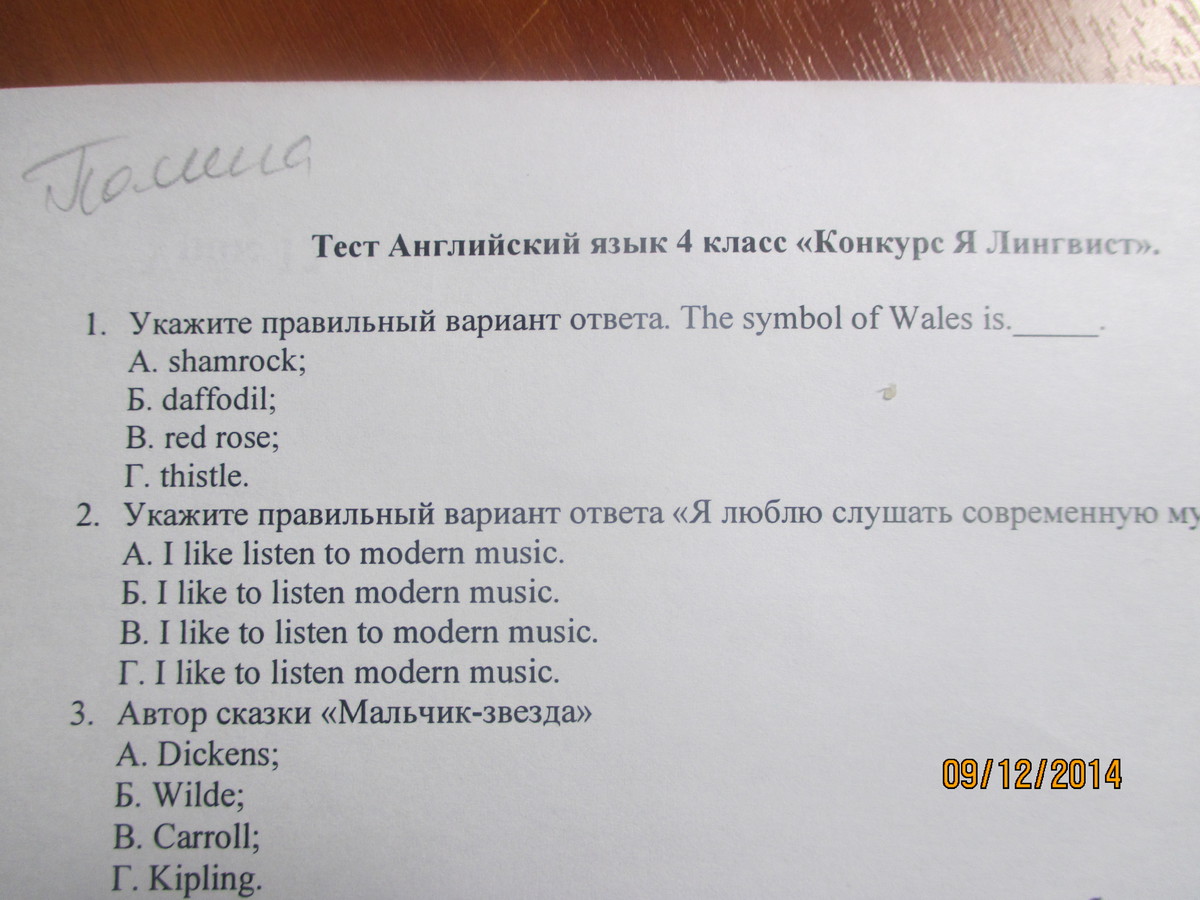 Полина
Тест Английский язык 4 класс «Конкурс Я Лингвист».
1. Укажите правильный вариант ответа. The symbol of Wales is._____.
А. shamrock;
Б. daffodil;
В. red rose;
Г. thistle.
2. Укажите правильный вариант ответа «Я люблю слушать современную му
А. I like listen to modern music.
Б. I like to listen modern music.
В. I like to listen to modern music.
Г. I like to listen modern music.
3. Автор сказки «Мальчик-звезда»
А. Dickens;
Б. Wilde;
В. Carroll;
Г. Kipling.
09/12/2014